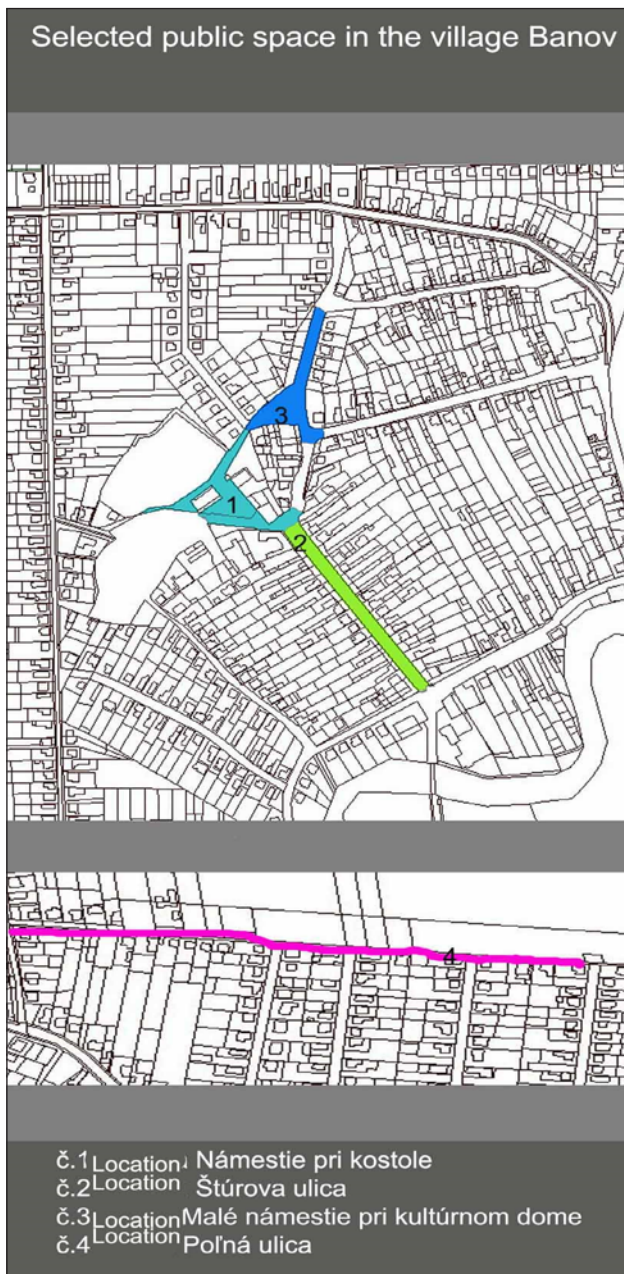 Selected public space in the village Banov
3
1
2
4
č.1 Location Námestie pri kostole
č.2 Location Štúrova ulica
č.3 Location Malé námestie pri kultúrnom dome
č.4 Location Poľná ulica